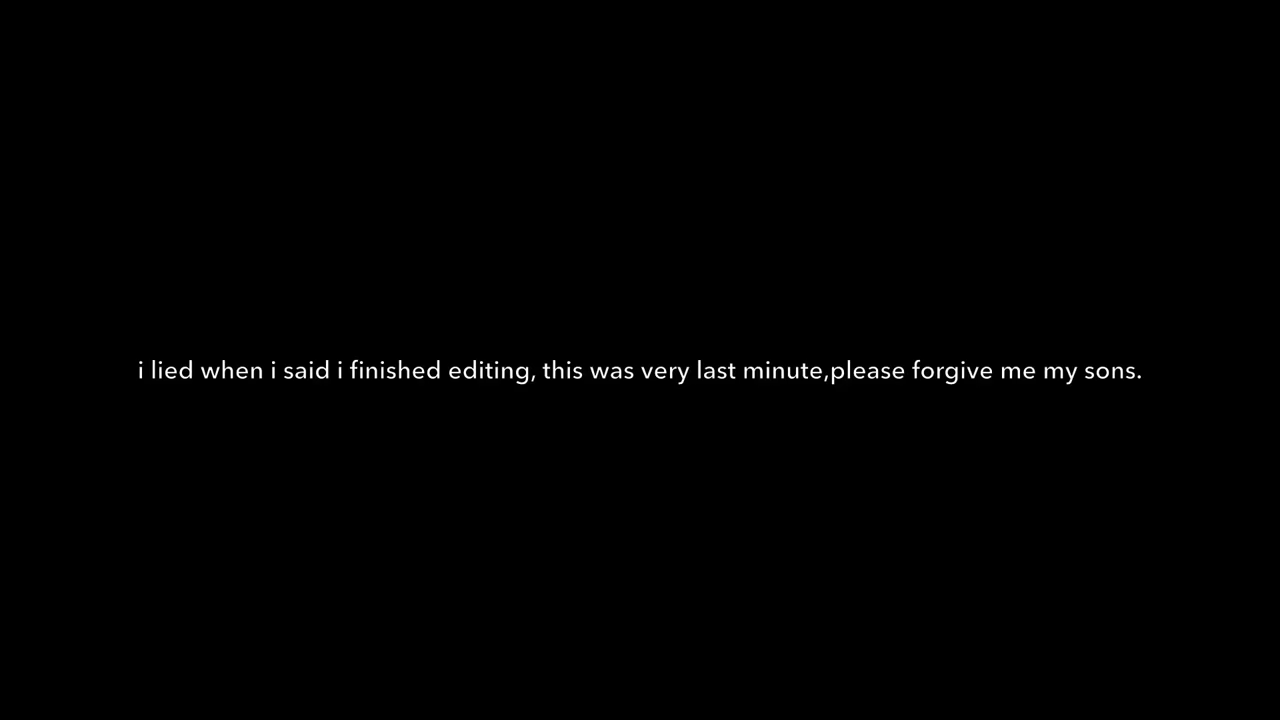 i lied when i said i finished editing, this was very last minute,please forgive me my sons.